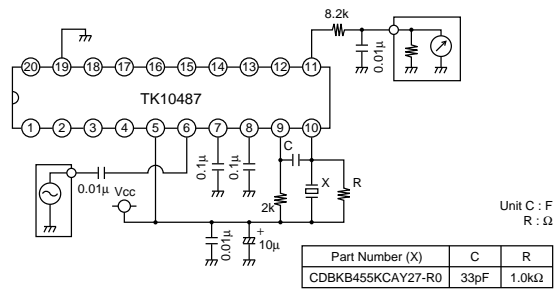 8.2k
0.01µ
20 19 18 17 16 15 14 13 12 11
TK10487
1 2 3 4 5 6 7 8 9 10
C
0.01µ
Vcc
0.1µ
0.1µ
X
R
2k
0.01µ
+
10µ
Unit C : F
R : Ω
Part Number (X) C R
CDBKB455KCAY27-R0 33pF 1.0kΩ